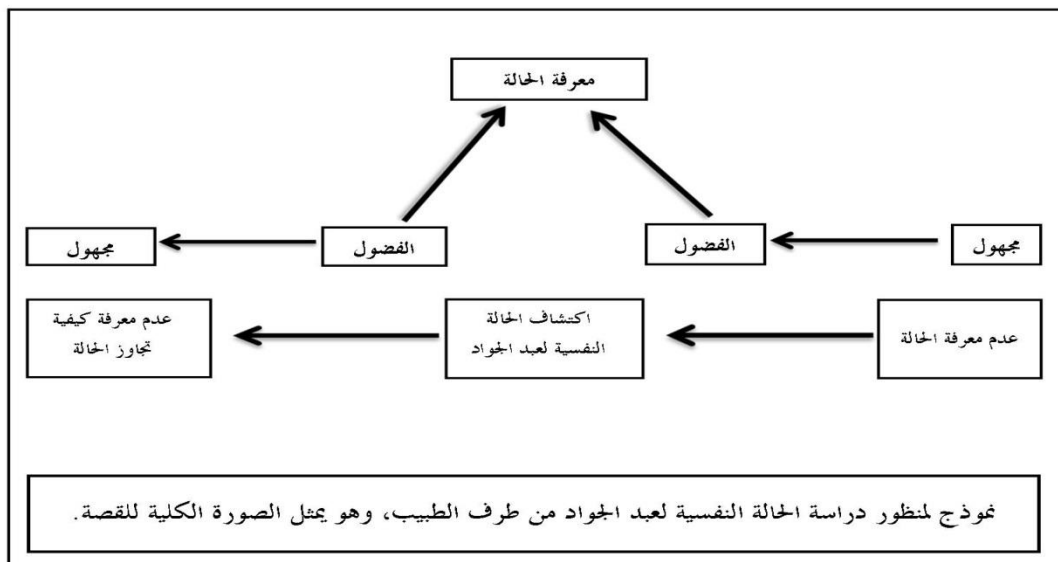 معرفة الحالة
مجهول
الفضول
الفضول
مجهول
عدم معرفة الحالة
اكتشاف الحالة
النفسية لعبد الجواد
عدم معرفة كيفية
تجاوز الحالة
نموذج لمنظور دراسة الحالة النفسية لعبد الجواد من طرف الطبيب، وهو يمثل الصورة الكلية للقصة.